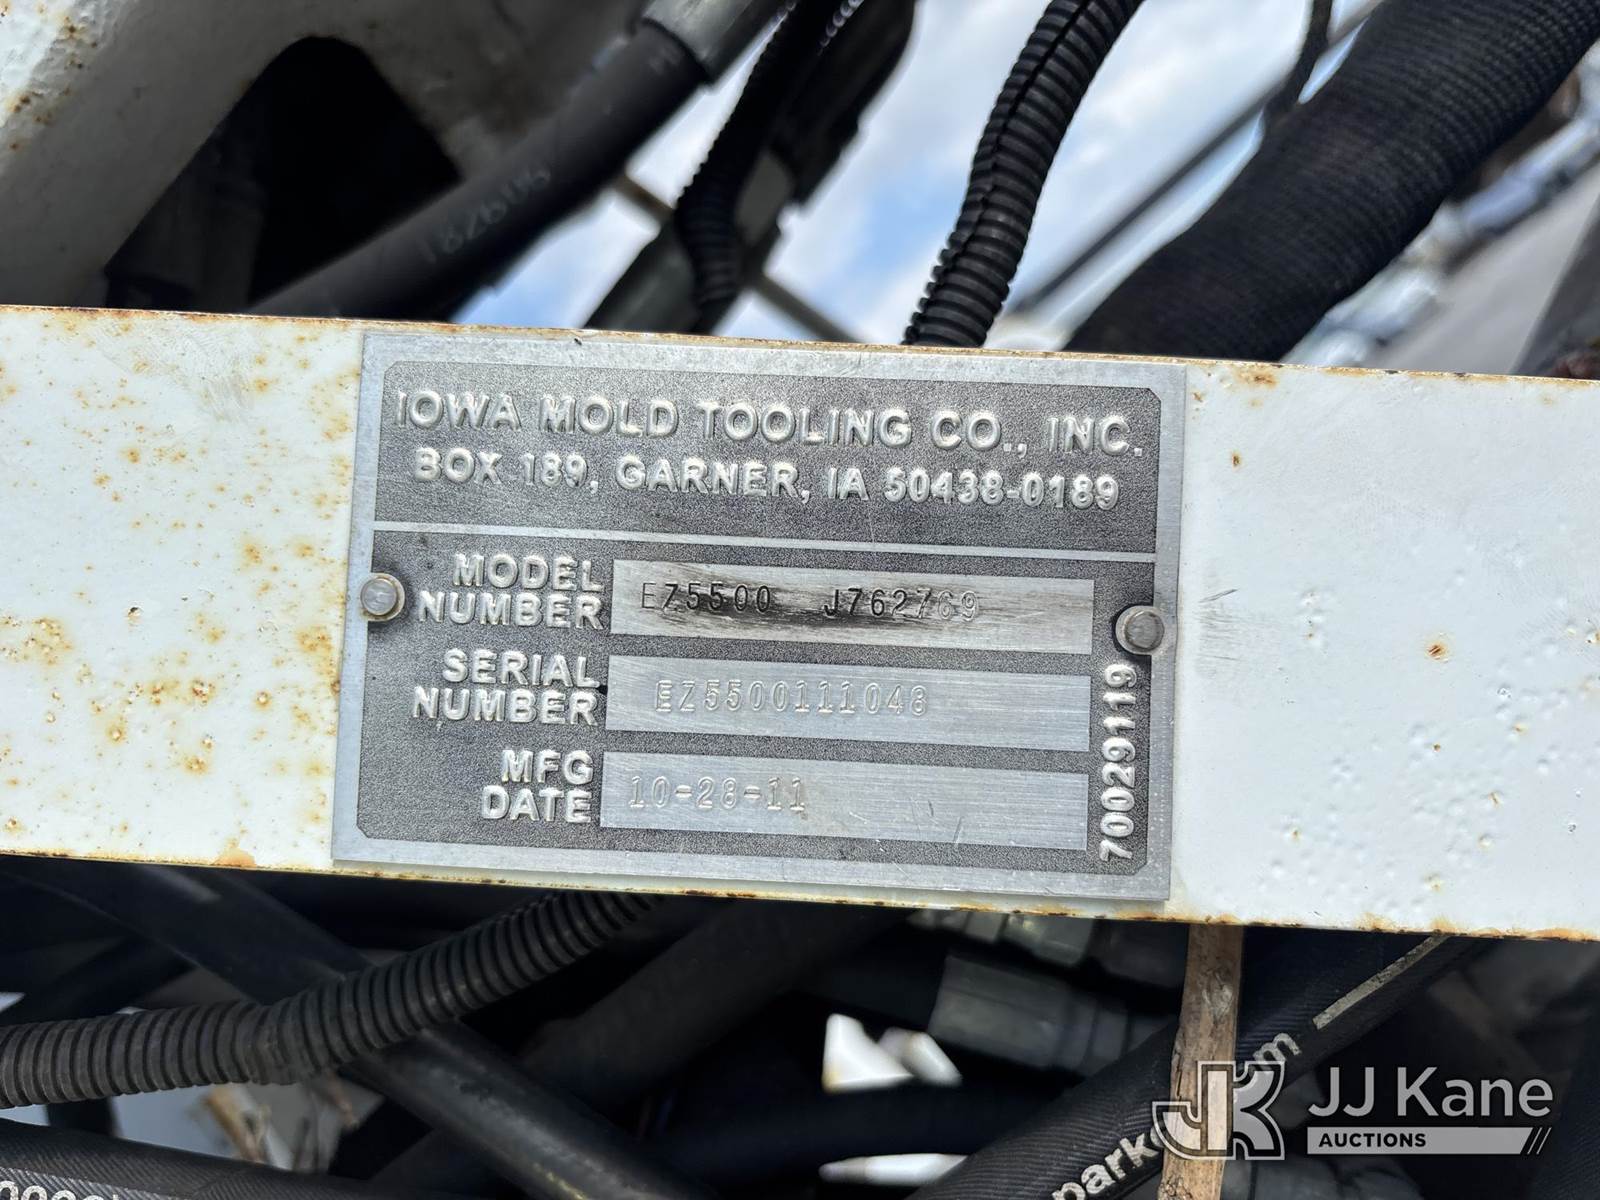 IOWA MOLD TOOLING CO., INC.
BOX 189, GARNER, IA 50438-0189
MODEL
NUMBER
EZ5500 J762769
SERIAL
NUMBER
EZ5500111048
MFG
DATE
10-28-11
70029119
JJ Kane
AUCTIONS
JK